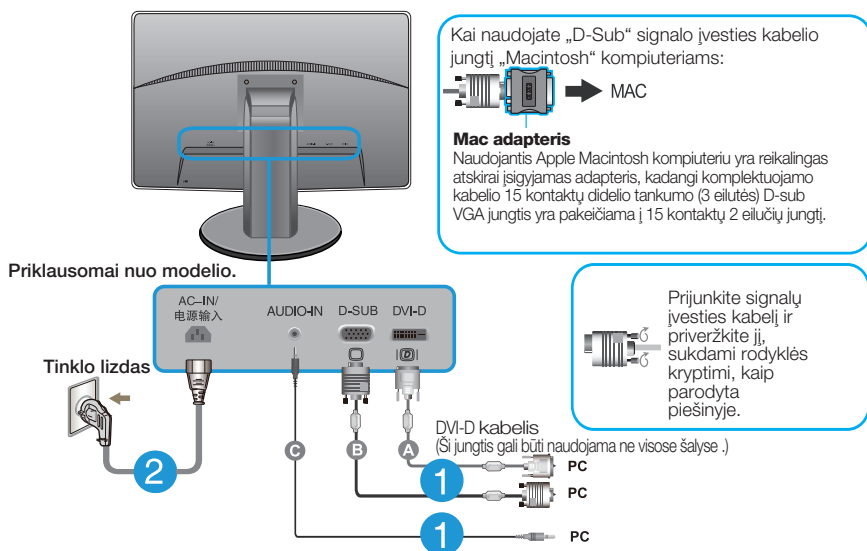 Kai naudojate „D-Sub“ signalo įvesties kabelio
jungtį „Macintosh“ kompiuteriams:
MAC
Mac adapteris
Naudojantis Apple Macintosh kompiuteriu yra reikalingas
atskirai įsigyjamas adapteris, kadangi komplektuojamo
kabelio 15 kontaktų didelio tankumo (3 eilutės) D-sub
VGA jungtis yra pakeičiama į 15 kontaktų 2 eilučių jungtį.
Priklausomai nuo modelio.
AC–IN/
电源输入
AUDIO-IN
D-SUB
DVI-D
Prijunkite signalų
įvesties kabelį ir
priveržkite jį,
sukdami rodyklės
kryptimi, kaip
parodyta
piešinyje.
Tinklo lizdas
DVI-D kabelis
(Ši jungtis gali būti naudojama ne visose šalyse .)
C
B
A
2
1
PC
PC
1
PC